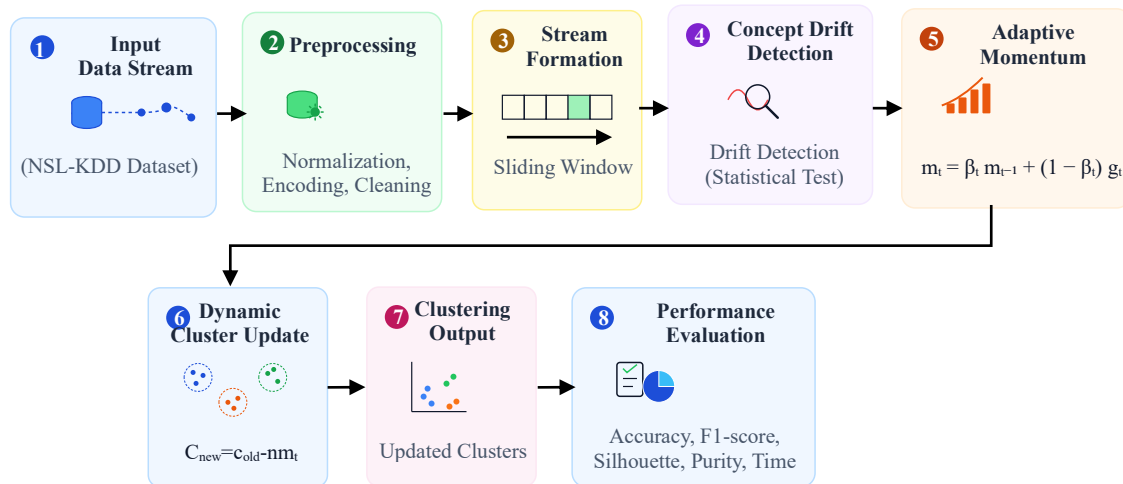 1 Input
Data Stream
(NSL-KDD Dataset)
2 Preprocessing
Normalization,
Encoding, Cleaning
3 Stream
Formation
Sliding Window
4 Concept Drift
Detection
Drift Detection
(Statistical Test)
5 Adaptive
Momentum
mₜ = βₜ mₜ₋₁ + (1 − βₜ) gₜ
6 Dynamic
Cluster Update
Cₙₑw=cₒₗd-nmₜ
7 Clustering
Output
Updated Clusters
8 Performance
Evaluation
Accuracy, F1-score,
Silhouette, Purity, Time